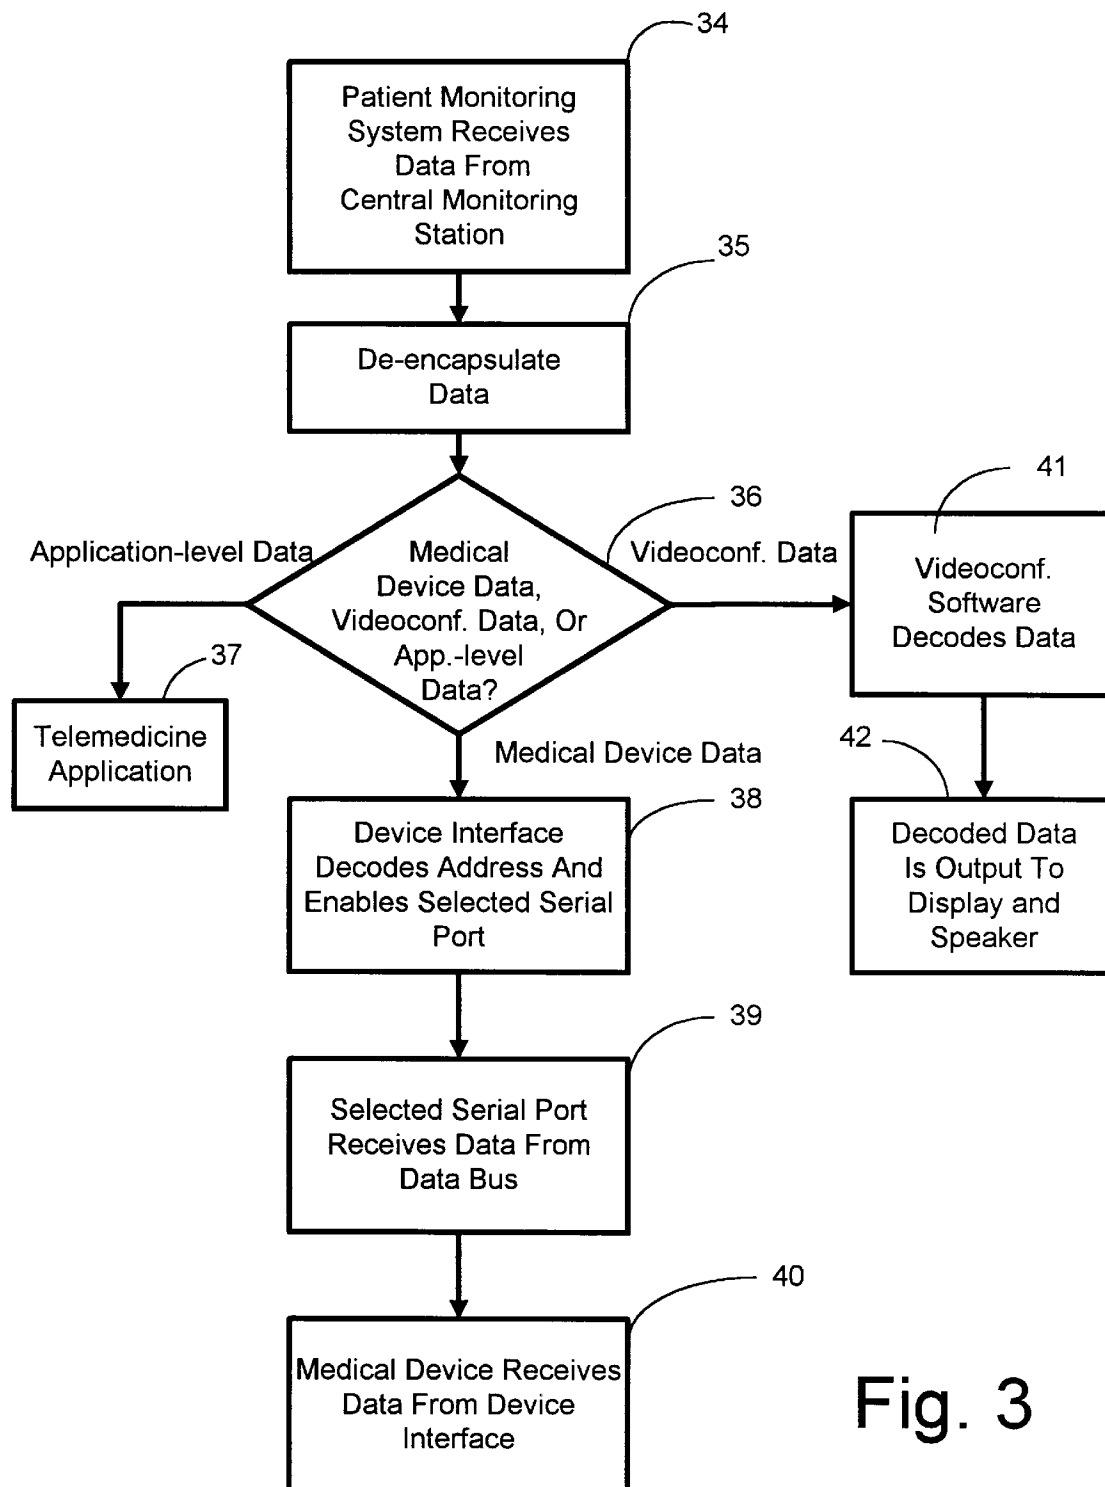 34
Patient Monitoring
System Receives
Data From
Central Monitoring
Station
35
De-encapsulate
Data
36
Application-level Data
Medical
Device Data,
Videoconf. Data, Or
App.-level
Data?
Videoconf. Data
41
Videoconf.
Software
Decodes Data
37
Telemedicine
Application
Medical Device Data
42
Decoded Data
Is Output To
Display and
Speaker
38
Device Interface
Decodes Address And
Enables Selected Serial
Port
39
Selected Serial Port
Receives Data From
Data Bus
40
Medical Device Receives
Data From Device
Interface
Fig. 3